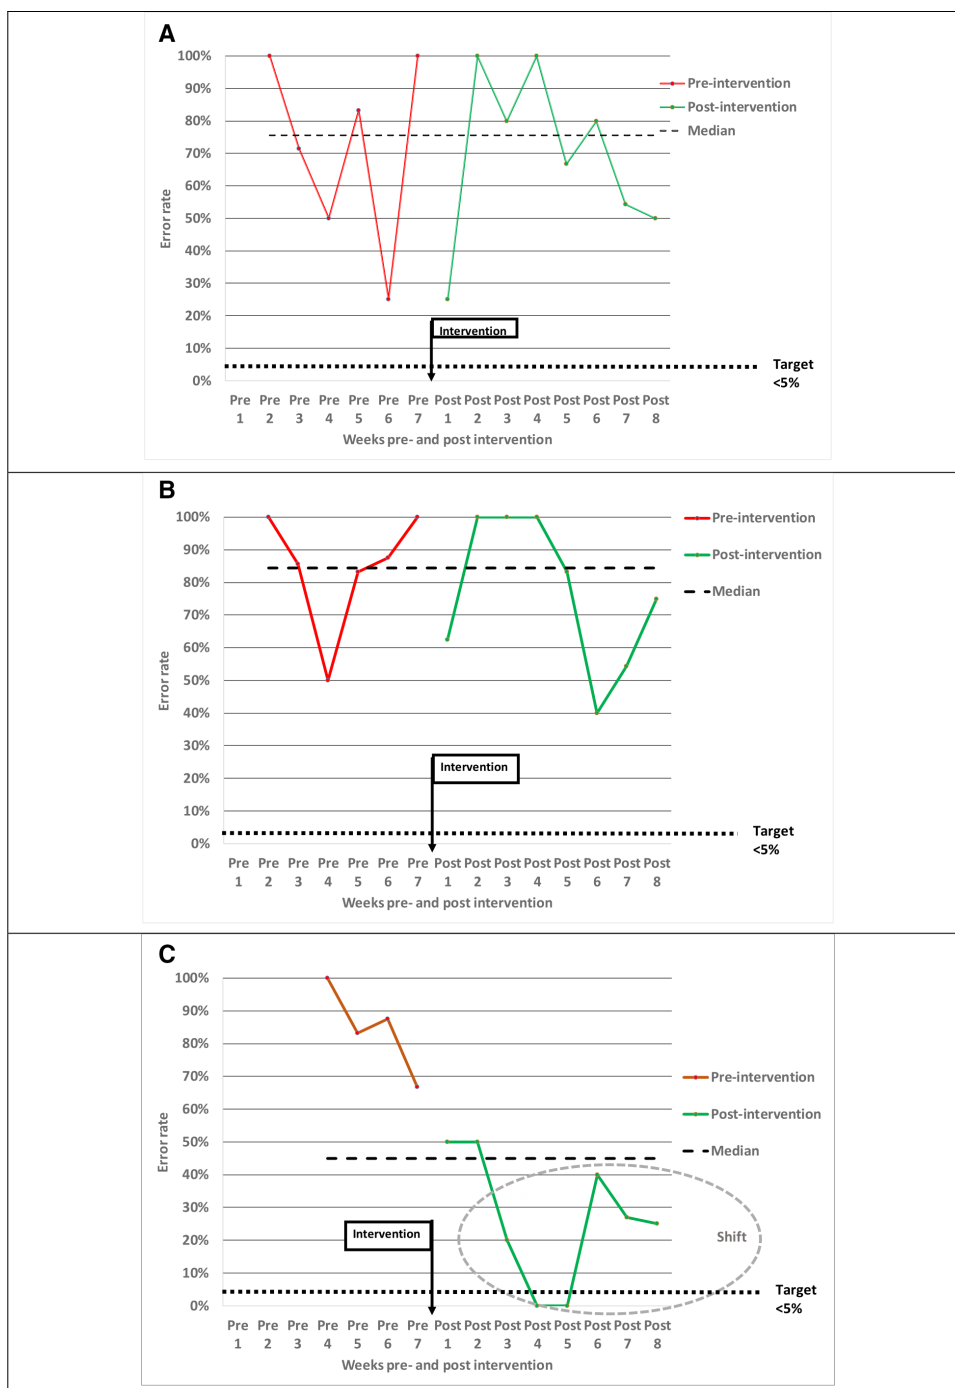 A
100%
90%
80%
70%
60%
50%
40%
30%
20%
10%
0%
Error rate
Pre-intervention
Post-intervention
Median
Intervention
Target
<5%
Pre Pre Pre Pre Pre Pre Pre Post Post Post Post Post Post Post Post
1 2 3 4 5 6 7 1 2 3 4 5 6 7 8
Weeks pre- and post intervention
B
100%
90%
80%
70%
60%
50%
40%
30%
20%
10%
0%
Error rate
Pre-intervention
Post-intervention
Median
Intervention
Target
<5%
Pre Pre Pre Pre Pre Pre Pre Post Post Post Post Post Post Post Post
1 2 3 4 5 6 7 1 2 3 4 5 6 7 8
Weeks pre- and post intervention
C
100%
90%
80%
70%
60%
50%
40%
30%
20%
10%
0%
Error rate
Pre-intervention
Post-intervention
Median
Intervention
Shift
Target
<5%
Pre Pre Pre Pre Pre Pre Pre Post Post Post Post Post Post Post Post
1 2 3 4 5 6 7 1 2 3 4 5 6 7 8
Weeks pre- and post intervention